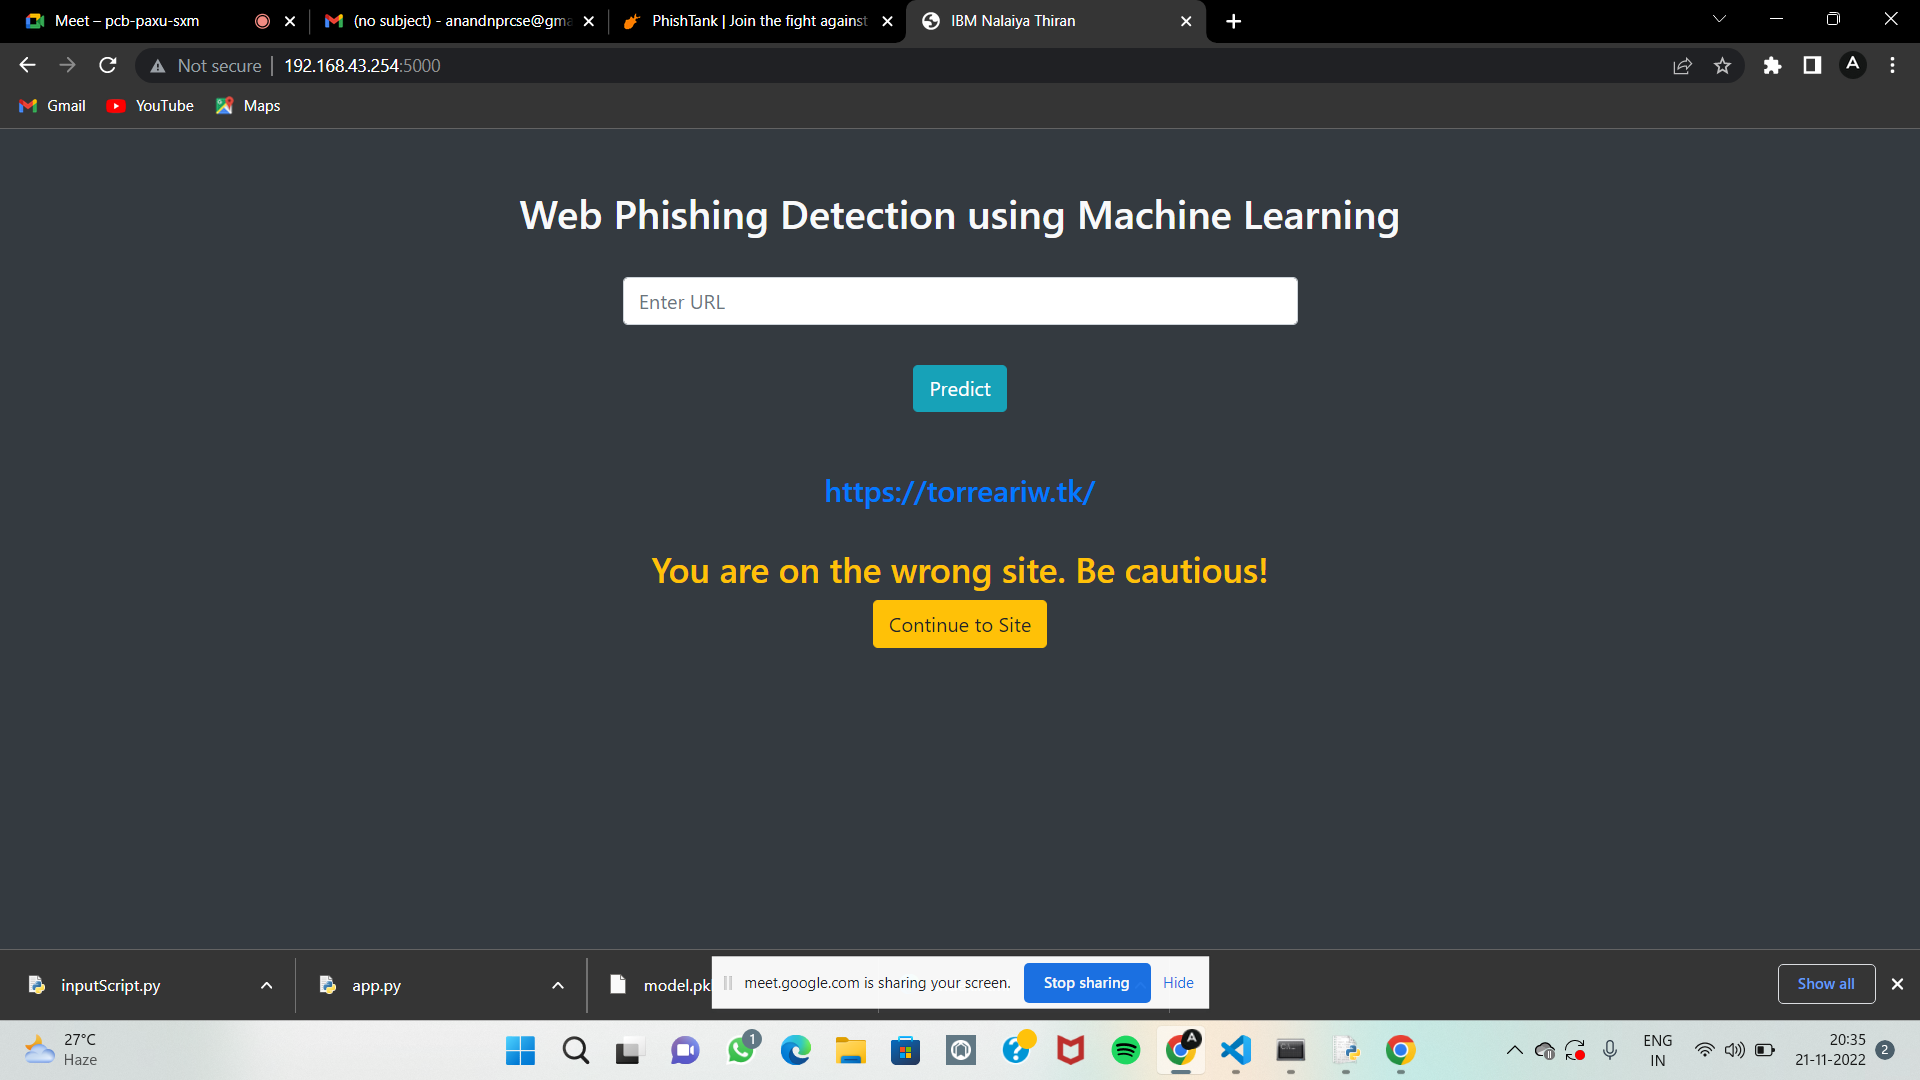 Meet – pcb-paxu-sxm
(no subject) - anandnprcse@gma
PhishTank | Join the fight against
IBM Nalaiya Thiran
Not secure
192.168.43.254:5000
A
Gmail
YouTube
Maps
Web Phishing Detection using Machine Learning
Enter URL
Predict
https://torreariw.tk/
You are on the wrong site. Be cautious!
Continue to Site
inputScript.py
app.py
model.pk
meet.google.com is sharing your screen.
Stop sharing
Hide
Show all
27°C
Haze
1
A
ENG
IN
20:35
21-11-2022
2